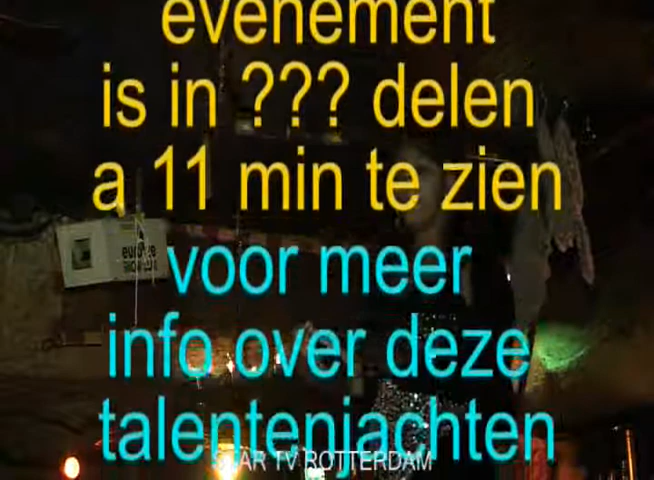 evenement
is in ??? delen
a 11 min te zien
voor meer
info over deze
talentenjachten
STAR TV ROTTERDAM